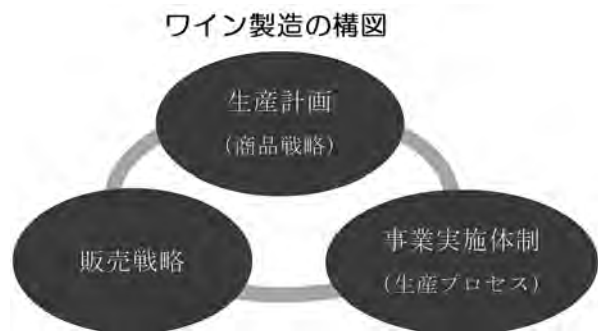 ワイン製造の構図
生産計画
(商品戦略)
販売戦略
事業実施体制
(生産プロセス)